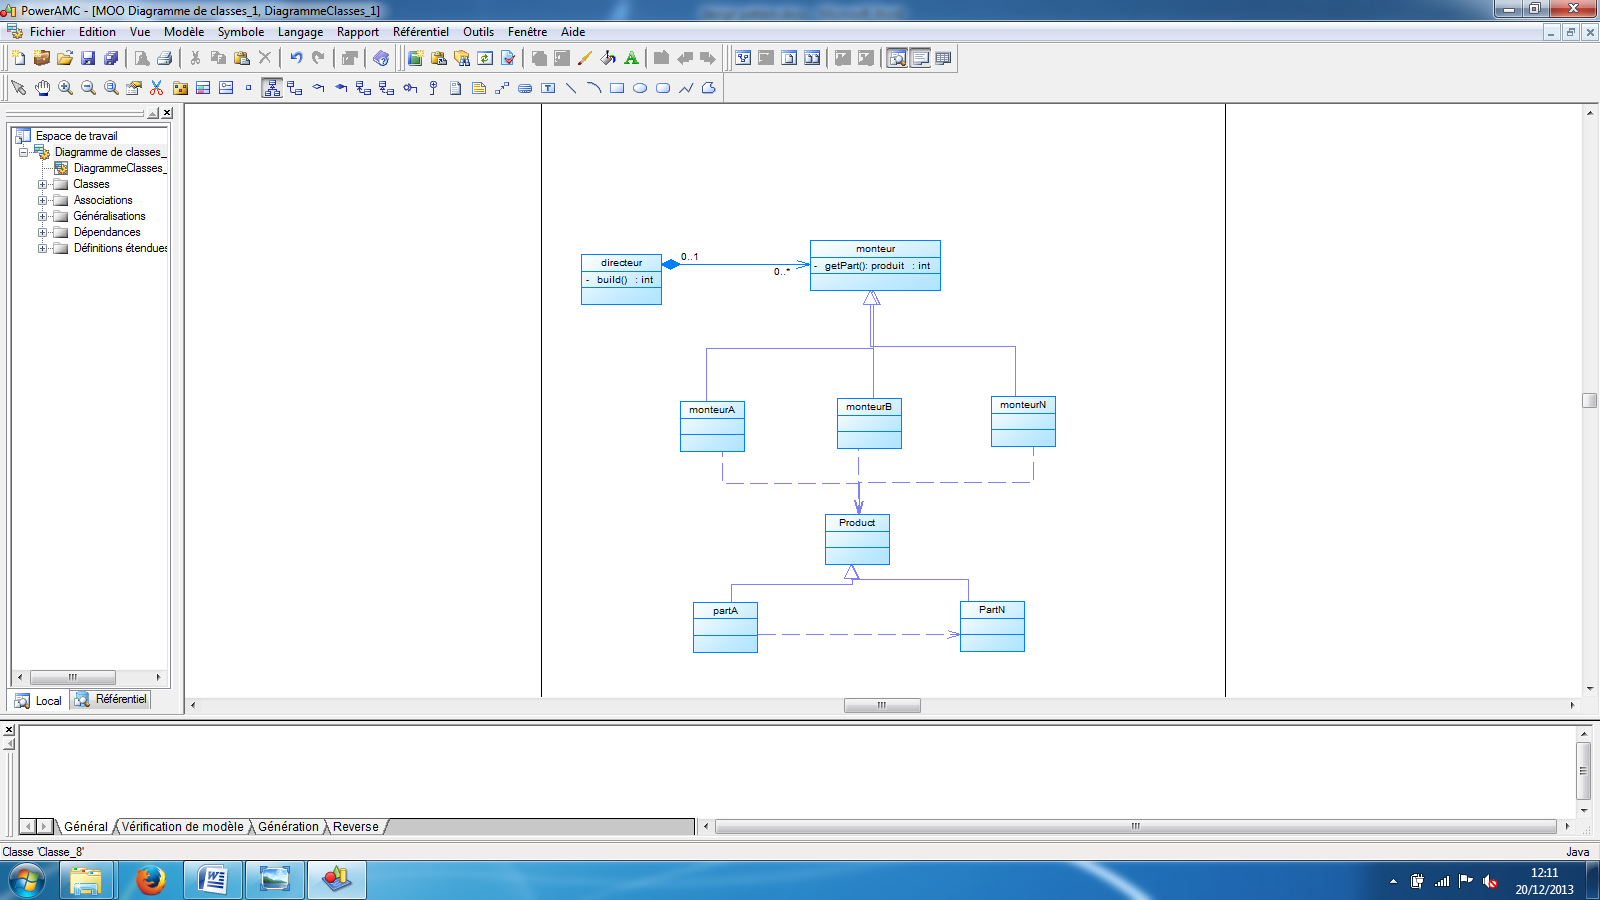 PowerAMC - [MOO Diagramme de classes_1, DiagrammeClasses_1]
Fichier Edition Vue Modèle Symbole Langage Rapport Référentiel Outils Fenêtre Aide
Espace de travail
Diagramme de classes_
DiagrammeClasses_
Classes
Associations
Généralisations
Dépendances
Définitions étendues
Local Référentiel
directeur
- build() : int
0..1
0..*
monteur
- getPart(): produit : int
monteurA
monteurB
monteurN
Product
partA
PartN
Général Vérification de modèle Génération Reverse
Classe 'Classe_8'
Java
12:11
20/12/2013